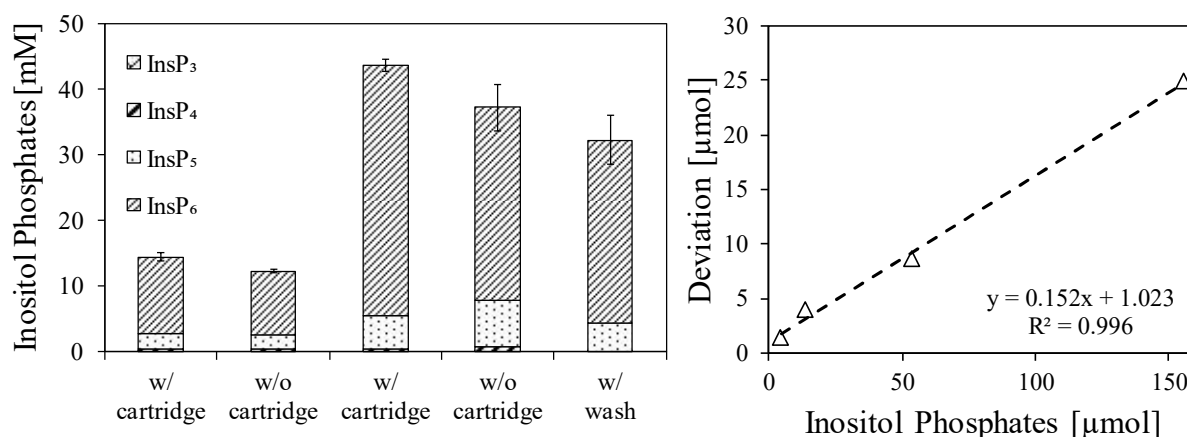 Inositol Phosphates [mM]
50
40
30
20
10
0
InsP₃
InsP₄
InsP₅
InsP₆
w/
cartridge
w/o
cartridge
w/
cartridge
w/o
cartridge
w/
wash
Deviation [µmol]
30
25
20
15
10
5
0
y = 0.152x + 1.023
R² = 0.996
0
50
100
150
Inositol Phosphates [µmol]